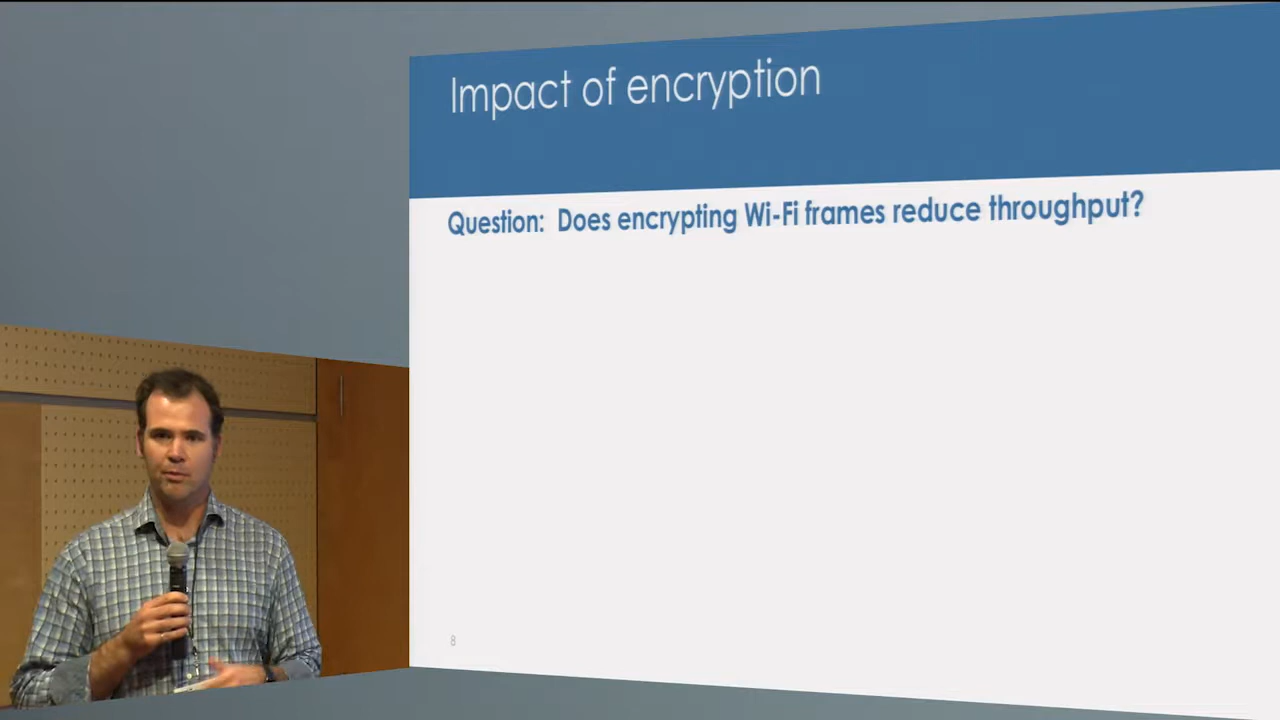 Impact of encryption
Question: Does encrypting Wi-Fi frames reduce throughput?
8